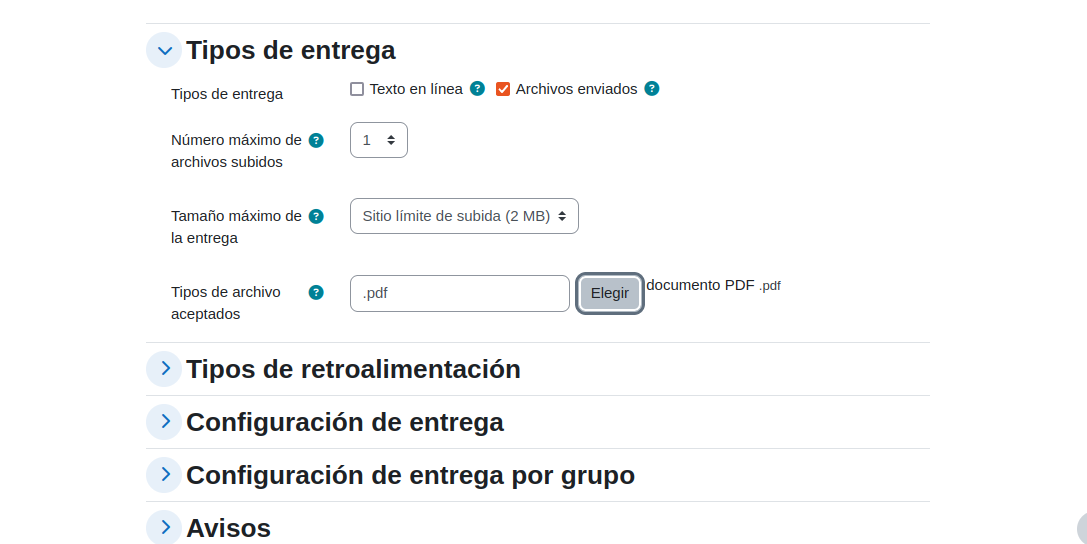 Tipos de entrega
Tipos de entrega
Texto en línea ? Archivos enviados ?
Número máximo de ?
archivos subidos
1
Tamaño máximo de ?
la entrega
Sitio límite de subida (2 MB)
Tipos de archivo ?
aceptados
.pdf
Elegir
documento PDF .pdf
Tipos de retroalimentación
Configuración de entrega
Configuración de entrega por grupo
Avisos